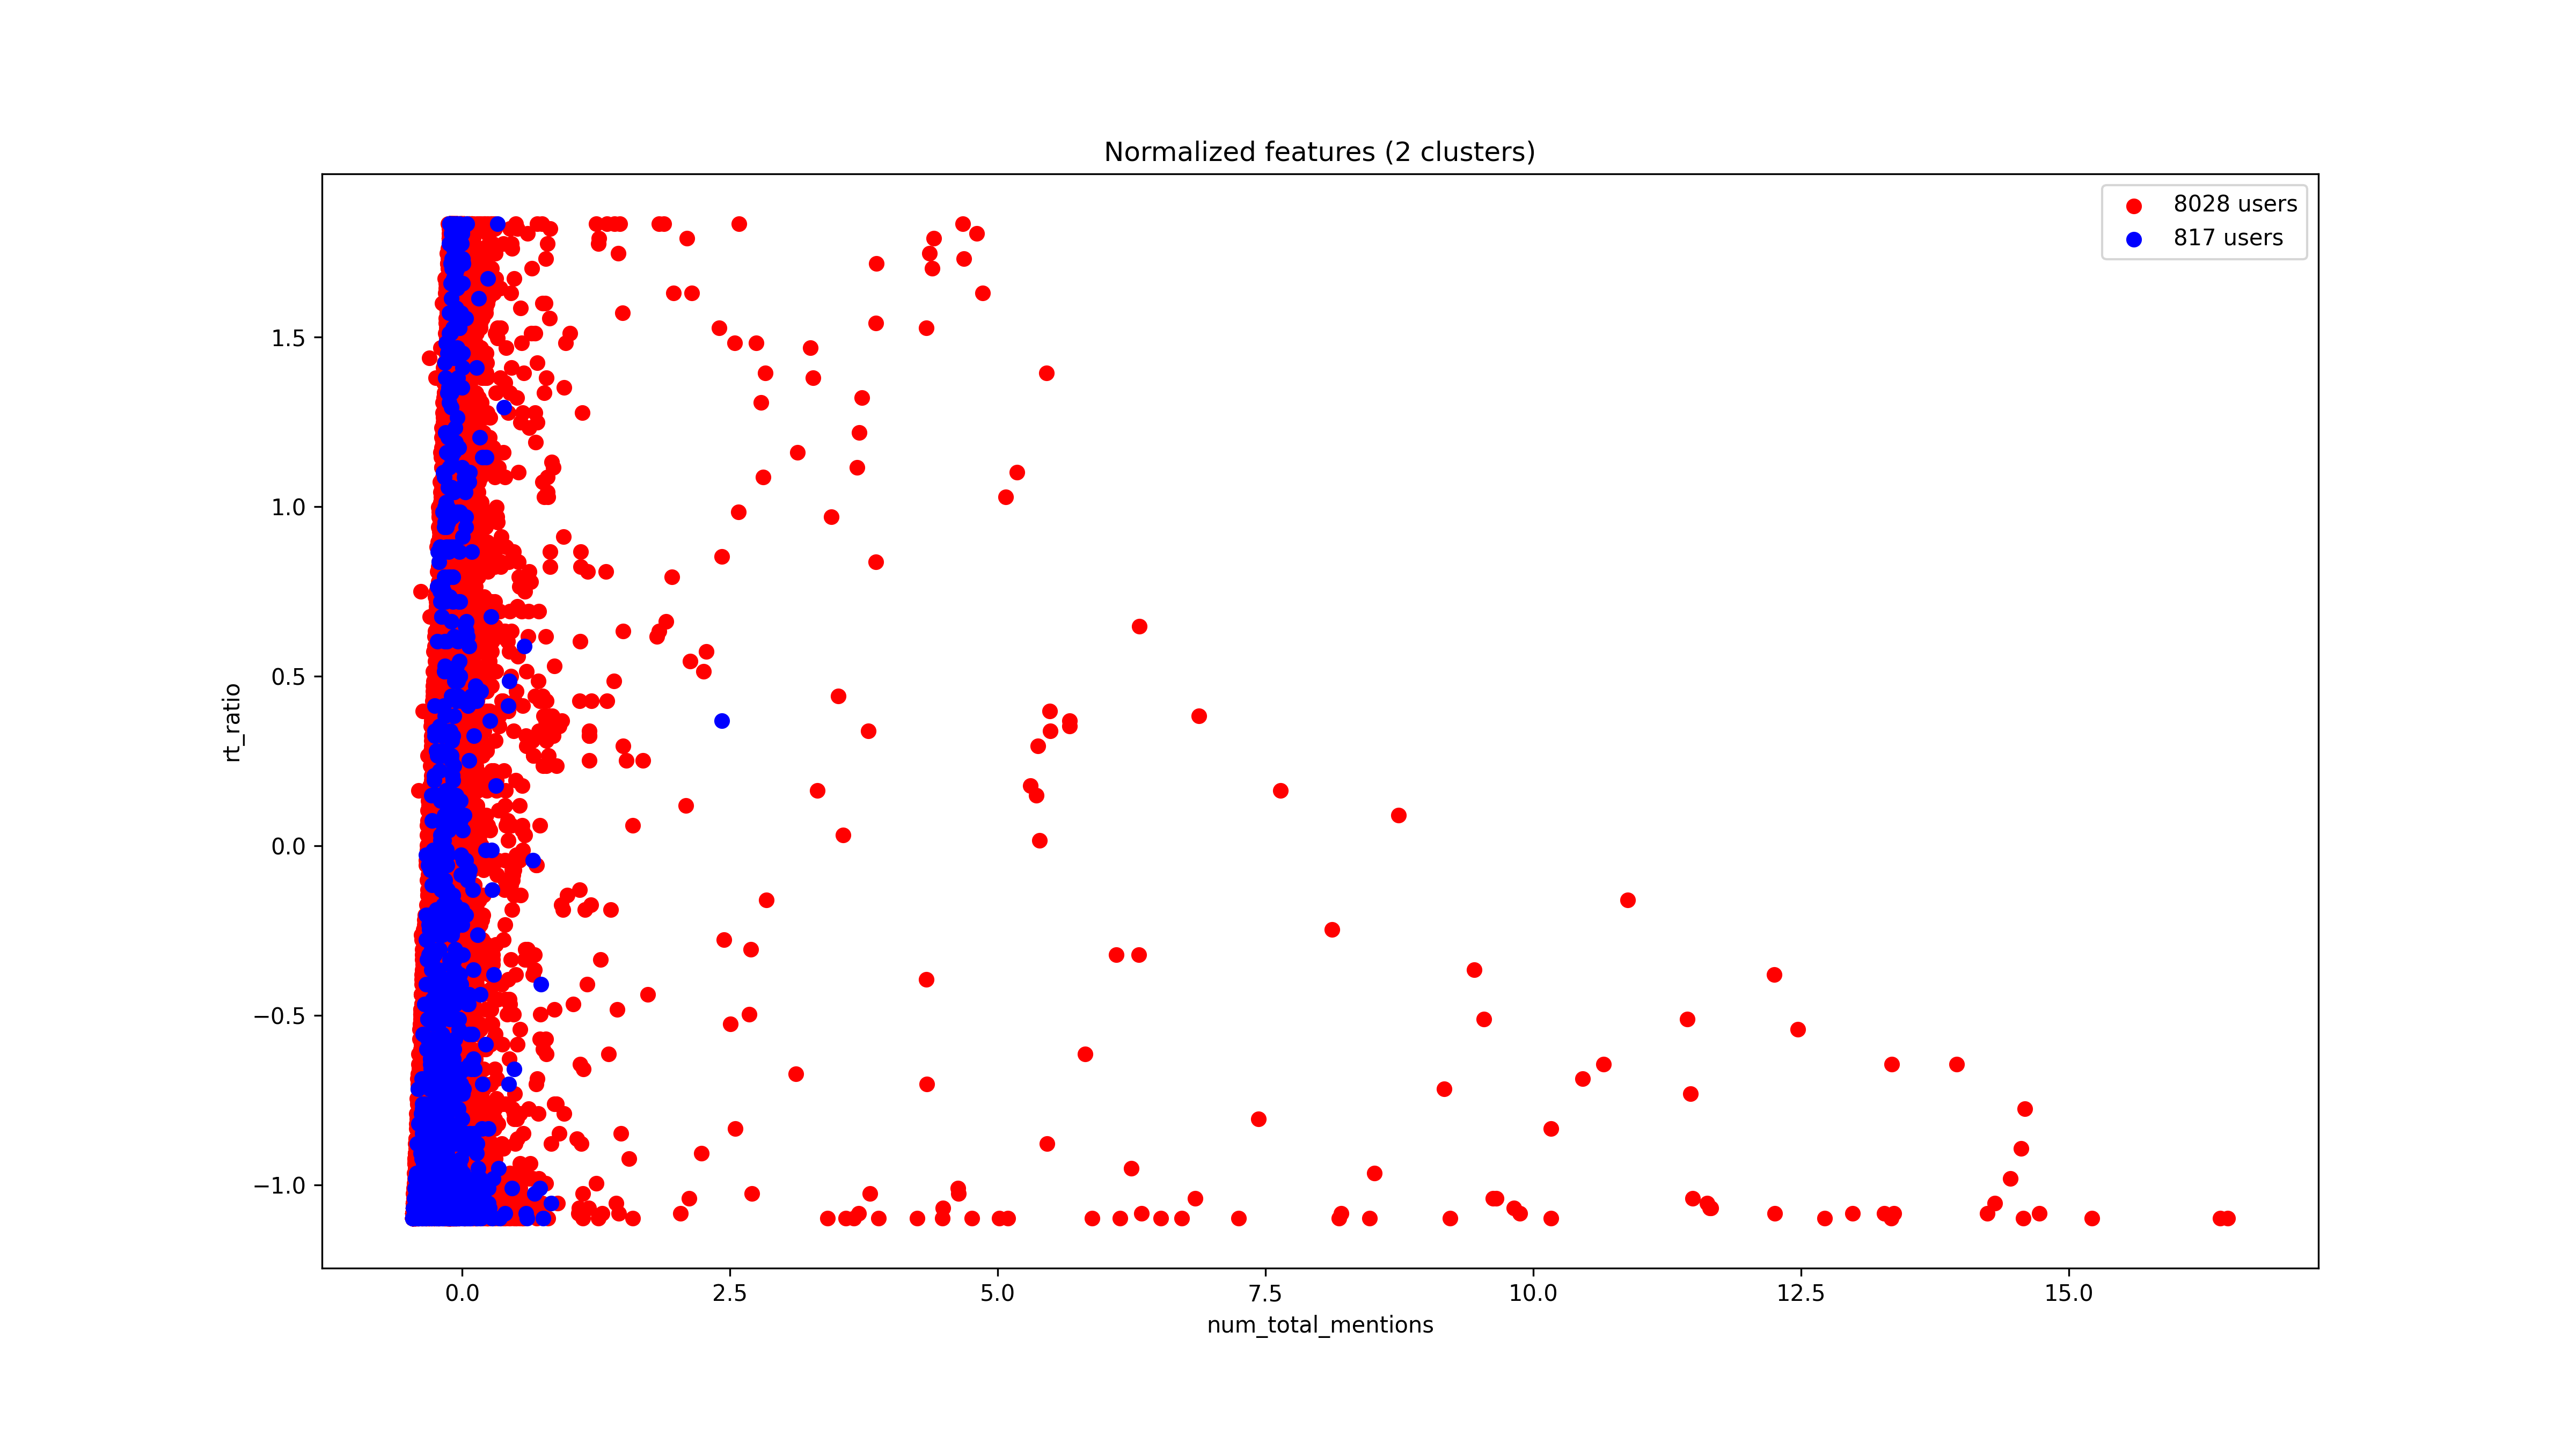 Normalized features (2 clusters)
8028 users
817 users
1.5
1.0
0.5
0.0
−0.5
−1.0
rt_ratio
0.0 2.5 5.0 7.5 10.0 12.5 15.0
num_total_mentions